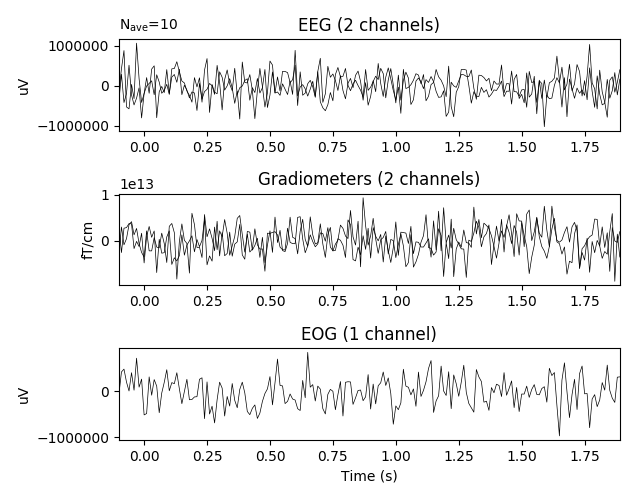 N_ave=10
EEG (2 channels)
1000000
0
−1000000
uV
0.00 0.25 0.50 0.75 1.00 1.25 1.50 1.75
1e13
Gradiometers (2 channels)
1
0
fT/cm
0.00 0.25 0.50 0.75 1.00 1.25 1.50 1.75
EOG (1 channel)
0
−1000000
uV
0.00 0.25 0.50 0.75 1.00 1.25 1.50 1.75
Time (s)